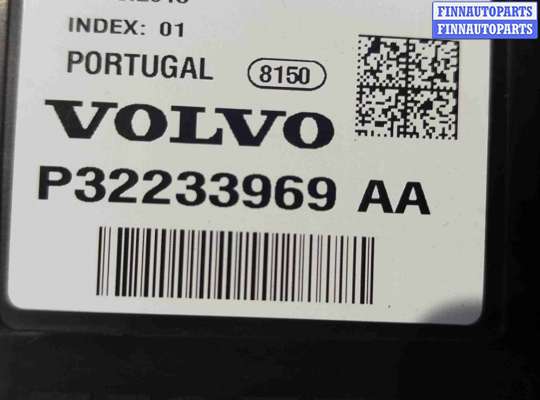 FINNAUTOPARTS
FINNAUTOPARTS
INDEX: 01
PORTUGAL 8150
VOLVO
P32233969 AA